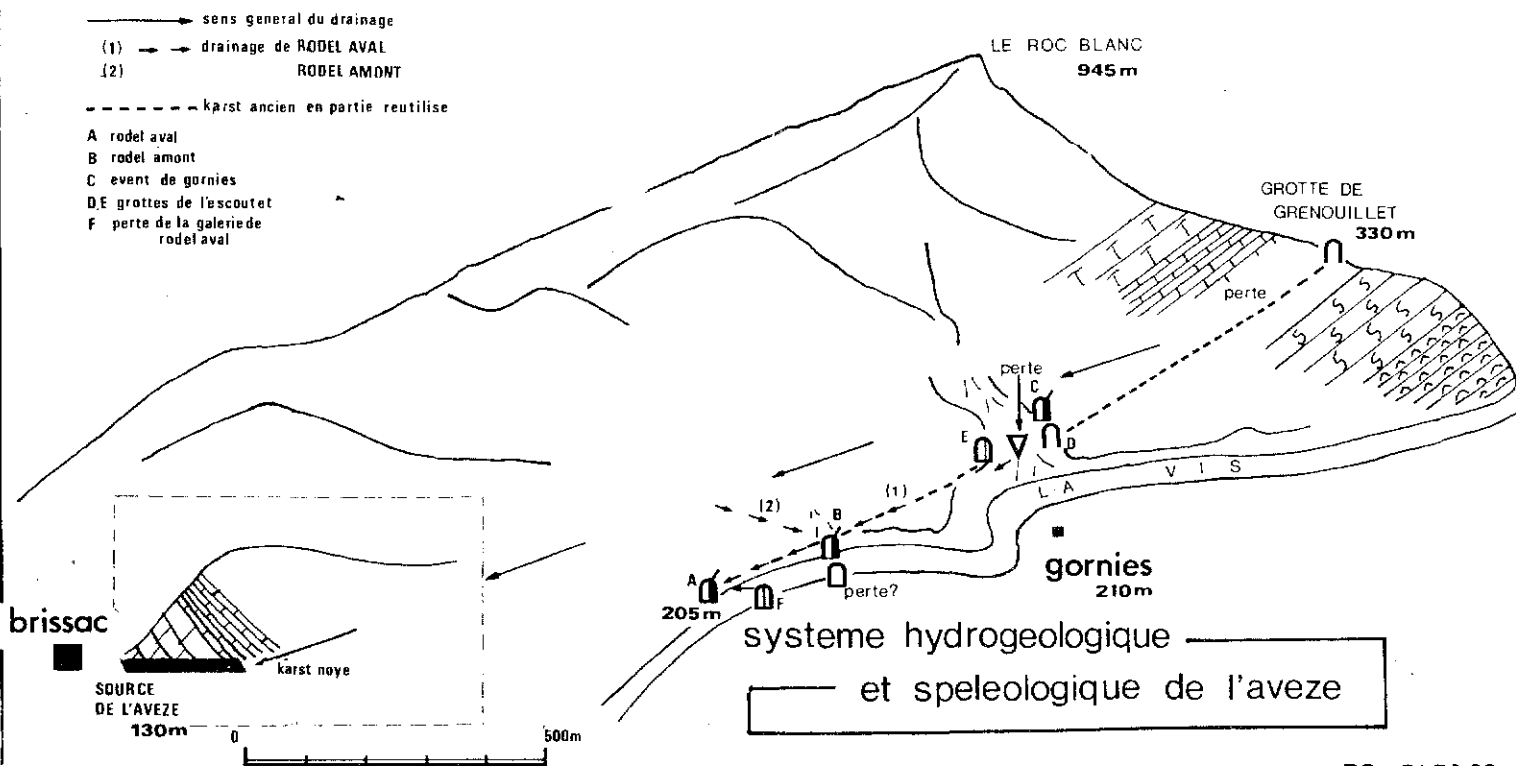 sens general du drainage
(1) drainage de RODEL AVAL
(2) RODEL AMONT
karst ancien en partie reutilise
A rodel aval
B rodel amont
C event de gornies
D,E grottes de l'escoutet
F perte de la galerie de
rodel aval
LE ROC BLANC
945m
GROTTE DE
GRENOUILLET
330m
perte
perte
C
E
D
LA VIS
(1)
(2)
B
A
205m
F
perte?
gornies
210m
brissac
karst noye
SOURCE
DE L'AVEZE
130m
0 500m
systeme hydrogeologique
et speleologique de l'aveze